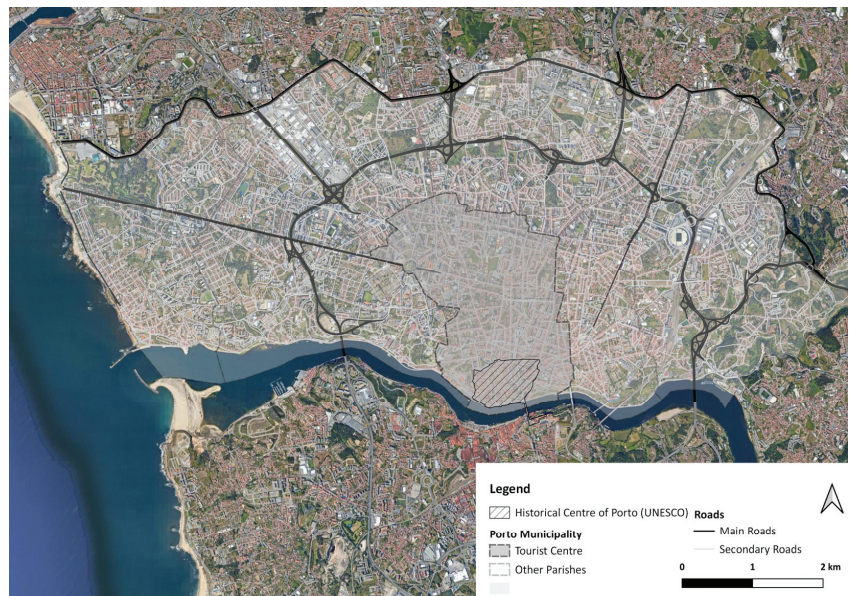 Legend
Historical Centre of Porto (UNESCO)
Porto Municipality
Tourist Centre
Other Parishes
Roads
Main Roads
Secondary Roads
0 1 2 km